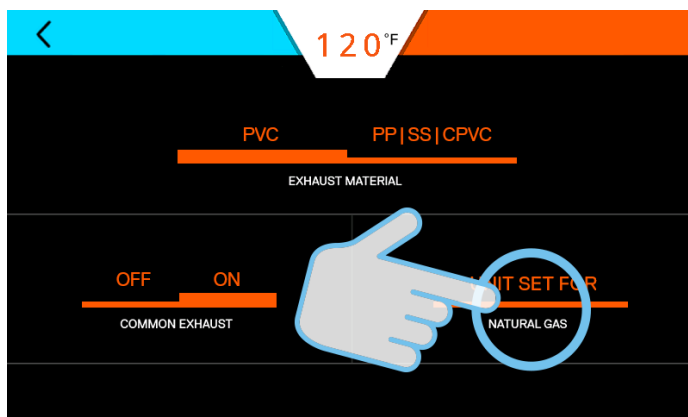 120°F
PVC PP|SS|CPVC
EXHAUST MATERIAL
OFF ON
SET FOR
COMMON EXHAUST
NATURAL GAS